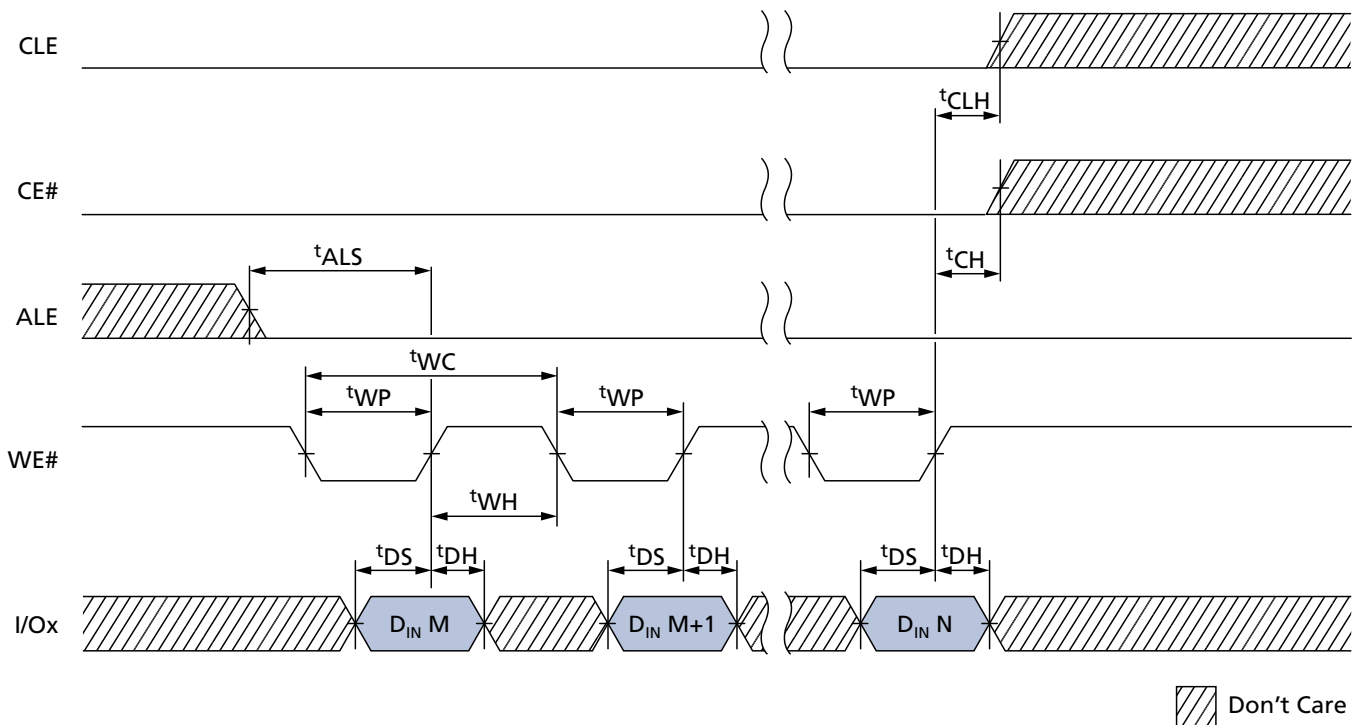 CLE
tCLH
CE#
tCH
tALS
ALE
tWC
tWP tWP tWP
WE#
tWH
tDS tDH tDS tDH tDS tDH
I/Ox DIN M DIN M+1 DIN N
Don't Care